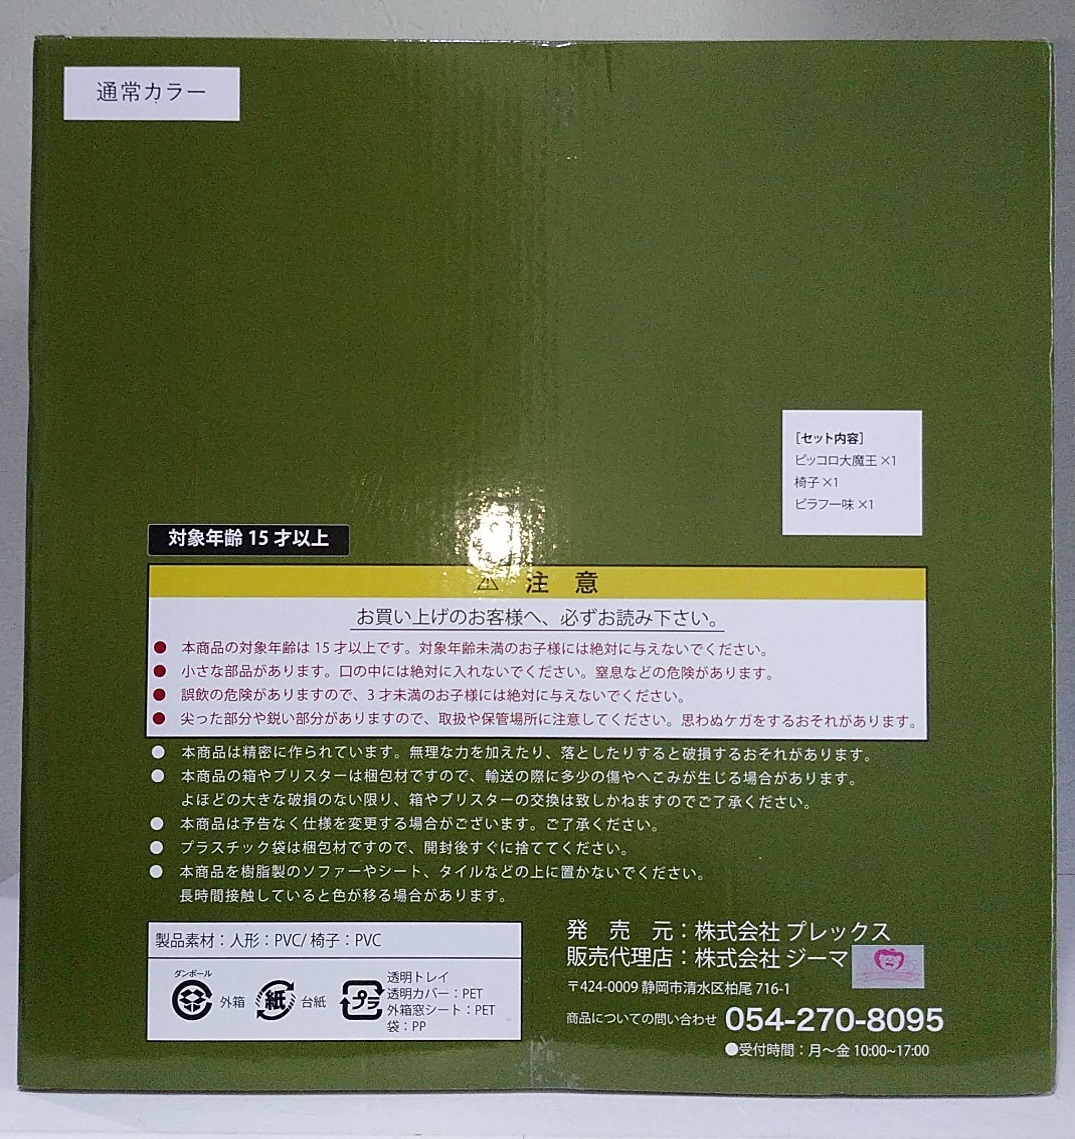 通常カラー
［セット内容］
ピッコロ大魔王 ×1
椅子 ×1
ピラフ一味 ×1
対象年齢 15 才以上
⚠ 注 意
お買い上げのお客様へ、必ずお読み下さい。
● 本商品の対象年齢は 15 才以上です。対象年齢未満のお子様には絶対に与えないでください。
● 小さな部品があります。口の中には絶対に入れないでください。窒息などの危険があります。
● 誤飲の危険がありますので、3 才未満のお子様には絶対に与えないでください。
● 尖った部分や鋭い部分がありますので、取扱や保管場所に注意してください。思わぬケガをするおそれがあります。
● 本商品は精密に作られています。無理な力を加えたり、落としたりすると破損するおそれがあります。
● 本商品の箱やブリスターは梱包材ですので、輸送の際に多少の傷やへこみが生じる場合があります。
よほどの大きな破損のない限り、箱やブリスターの交換は致しかねますのでご了承ください。
● 本商品は予告なく仕様を変更する場合がございます。ご了承ください。
● プラスチック袋は梱包材ですので、開封後すぐに捨ててください。
● 本商品を樹脂製のソファーやシート、タイルなどの上に置かないでください。
長時間接触していると色が移る場合があります。
製品素材：人形：PVC/ 椅子：PVC
ダンボール
外箱
紙
台紙
プラ
透明トレイ
透明カバー：PET
外箱窓シート：PET
袋：PP
発 売 元：株式会社 プレックス
販売代理店：株式会社 ジーマ
〒424-0009 静岡市清水区柏尾 716-1
商品についての問い合わせ 054-270-8095
●受付時間：月〜金 10:00~17:00